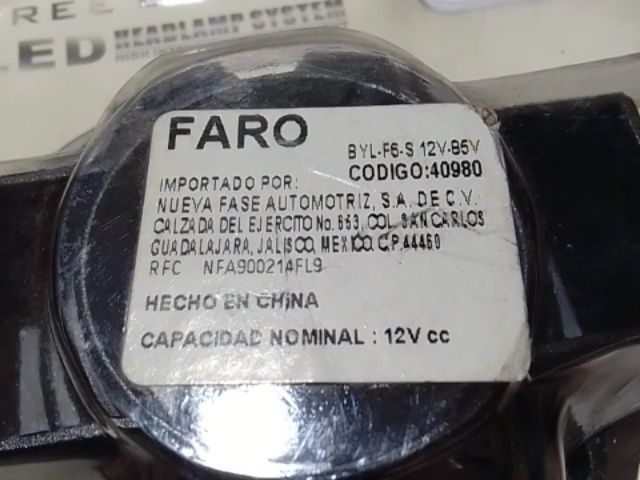 REE
LED HEADLAMP SYSTEM
FARO
BYL-F6-S 12V-85V
CODIGO:40980
IMPORTADO POR:
NUEVA FASE AUTOMOTRIZ, S.A. DE C.V.
CALZADA DEL EJERCITO No. 653, COL. SAN CARLOS
GUADALAJARA, JALISCO, MEXICO. C.P.44460
RFC NFA900214FL9
HECHO EN CHINA
CAPACIDAD NOMINAL : 12V cc